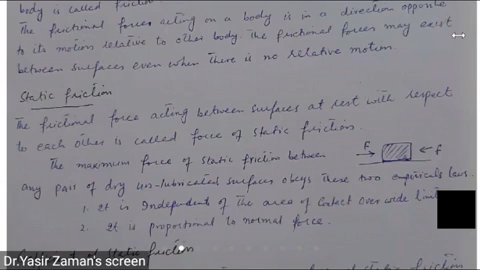 body is called friction
The frictional forces acting on a body is in a direction opposite
to its motion relative to other body. The frictional forces may exist
between surfaces even when there is no relative motion.
Static friction
The frictional force acting between surfaces at rest with respect
to each other is called force of static friction.
The maximum force of static friction between
F
f
any pair of dry un-lubricated surfaces obeys these two empirical laws.
1. It is Independent of the area of contact over wide limit
2. It is proportional to normal force.
of static friction
Dr.Yasir Zaman's screen